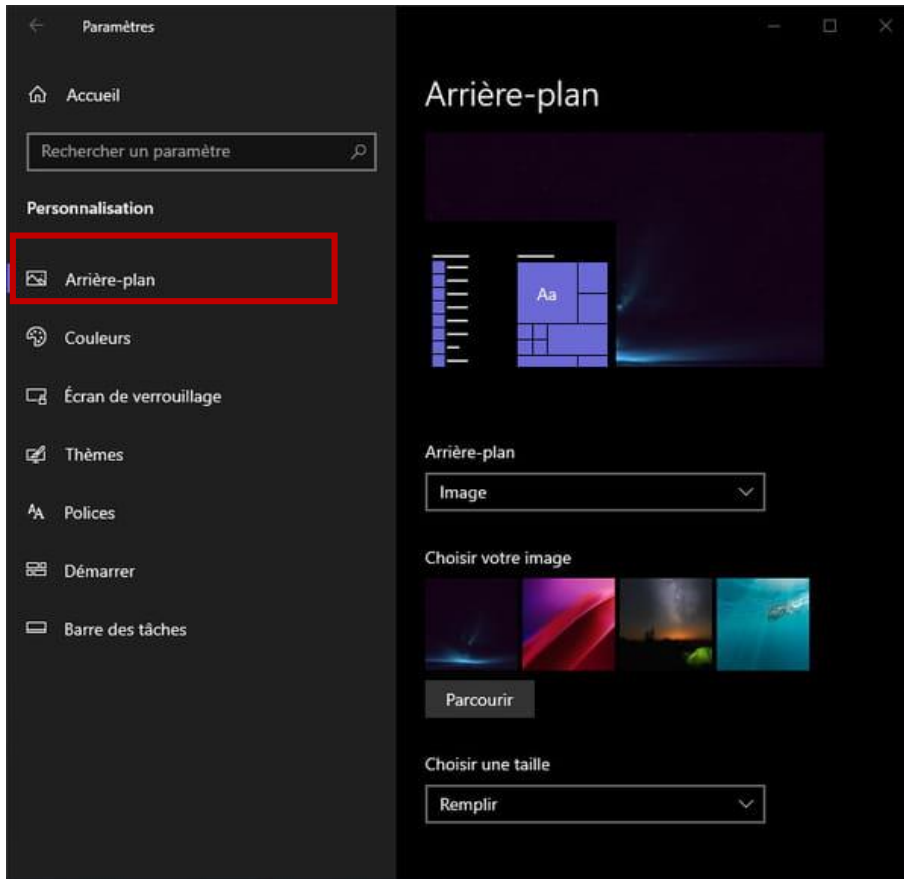 Paramètres
Accueil
Rechercher un paramètre
Personnalisation
Arrière-plan
Couleurs
Écran de verrouillage
Thèmes
Polices
Démarrer
Barre des tâches
Arrière-plan
Aa
Arrière-plan
Image
Choisir votre image
Parcourir
Choisir une taille
Remplir